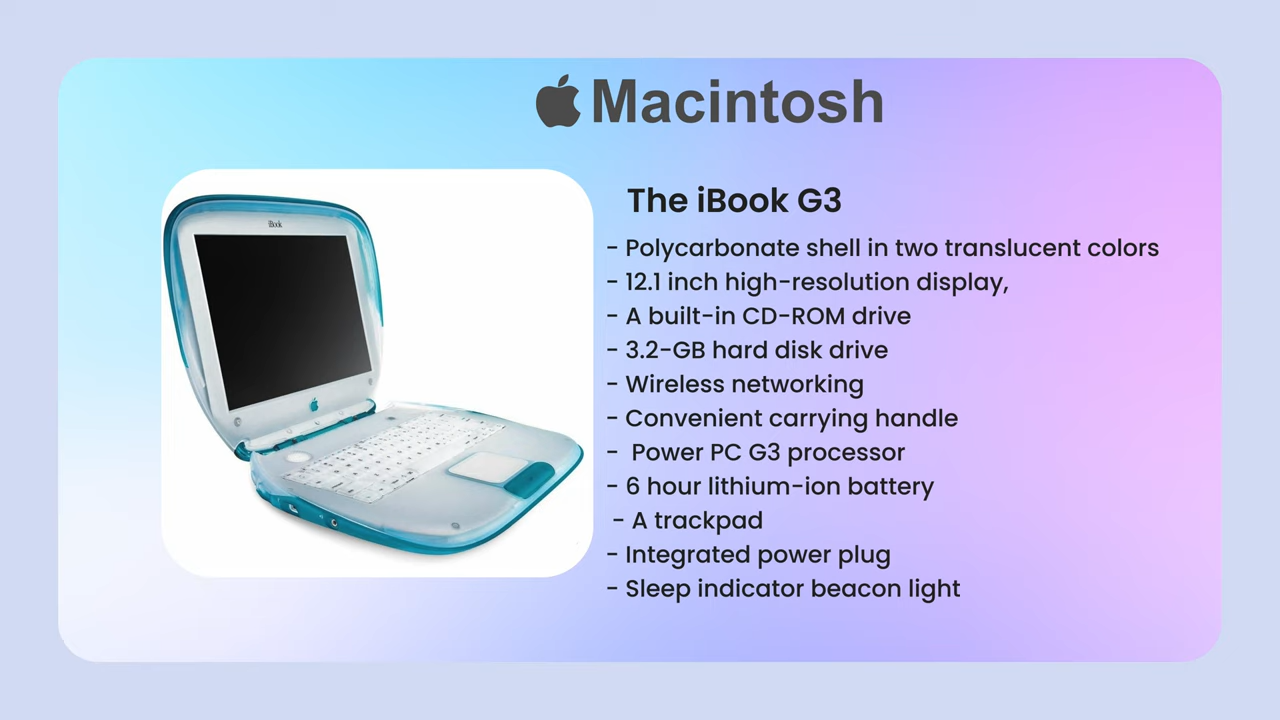 Macintosh
iBook
The iBook G3
- Polycarbonate shell in two translucent colors
- 12.1 inch high-resolution display,
- A built-in CD-ROM drive
- 3.2-GB hard disk drive
- Wireless networking
- Convenient carrying handle
- Power PC G3 processor
- 6 hour lithium-ion battery
- A trackpad
- Integrated power plug
- Sleep indicator beacon light